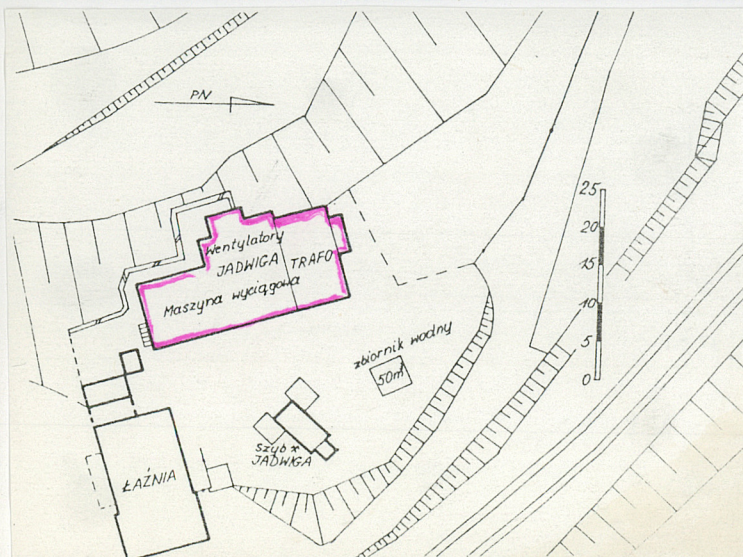 PN
25
20
15
10
5
0
Wentylatory
JADWIGA
TRAFO
Maszyna wyciągowa
zbiornik wodny
50m³
Szyb x
JADWIGA
ŁAŹNIA